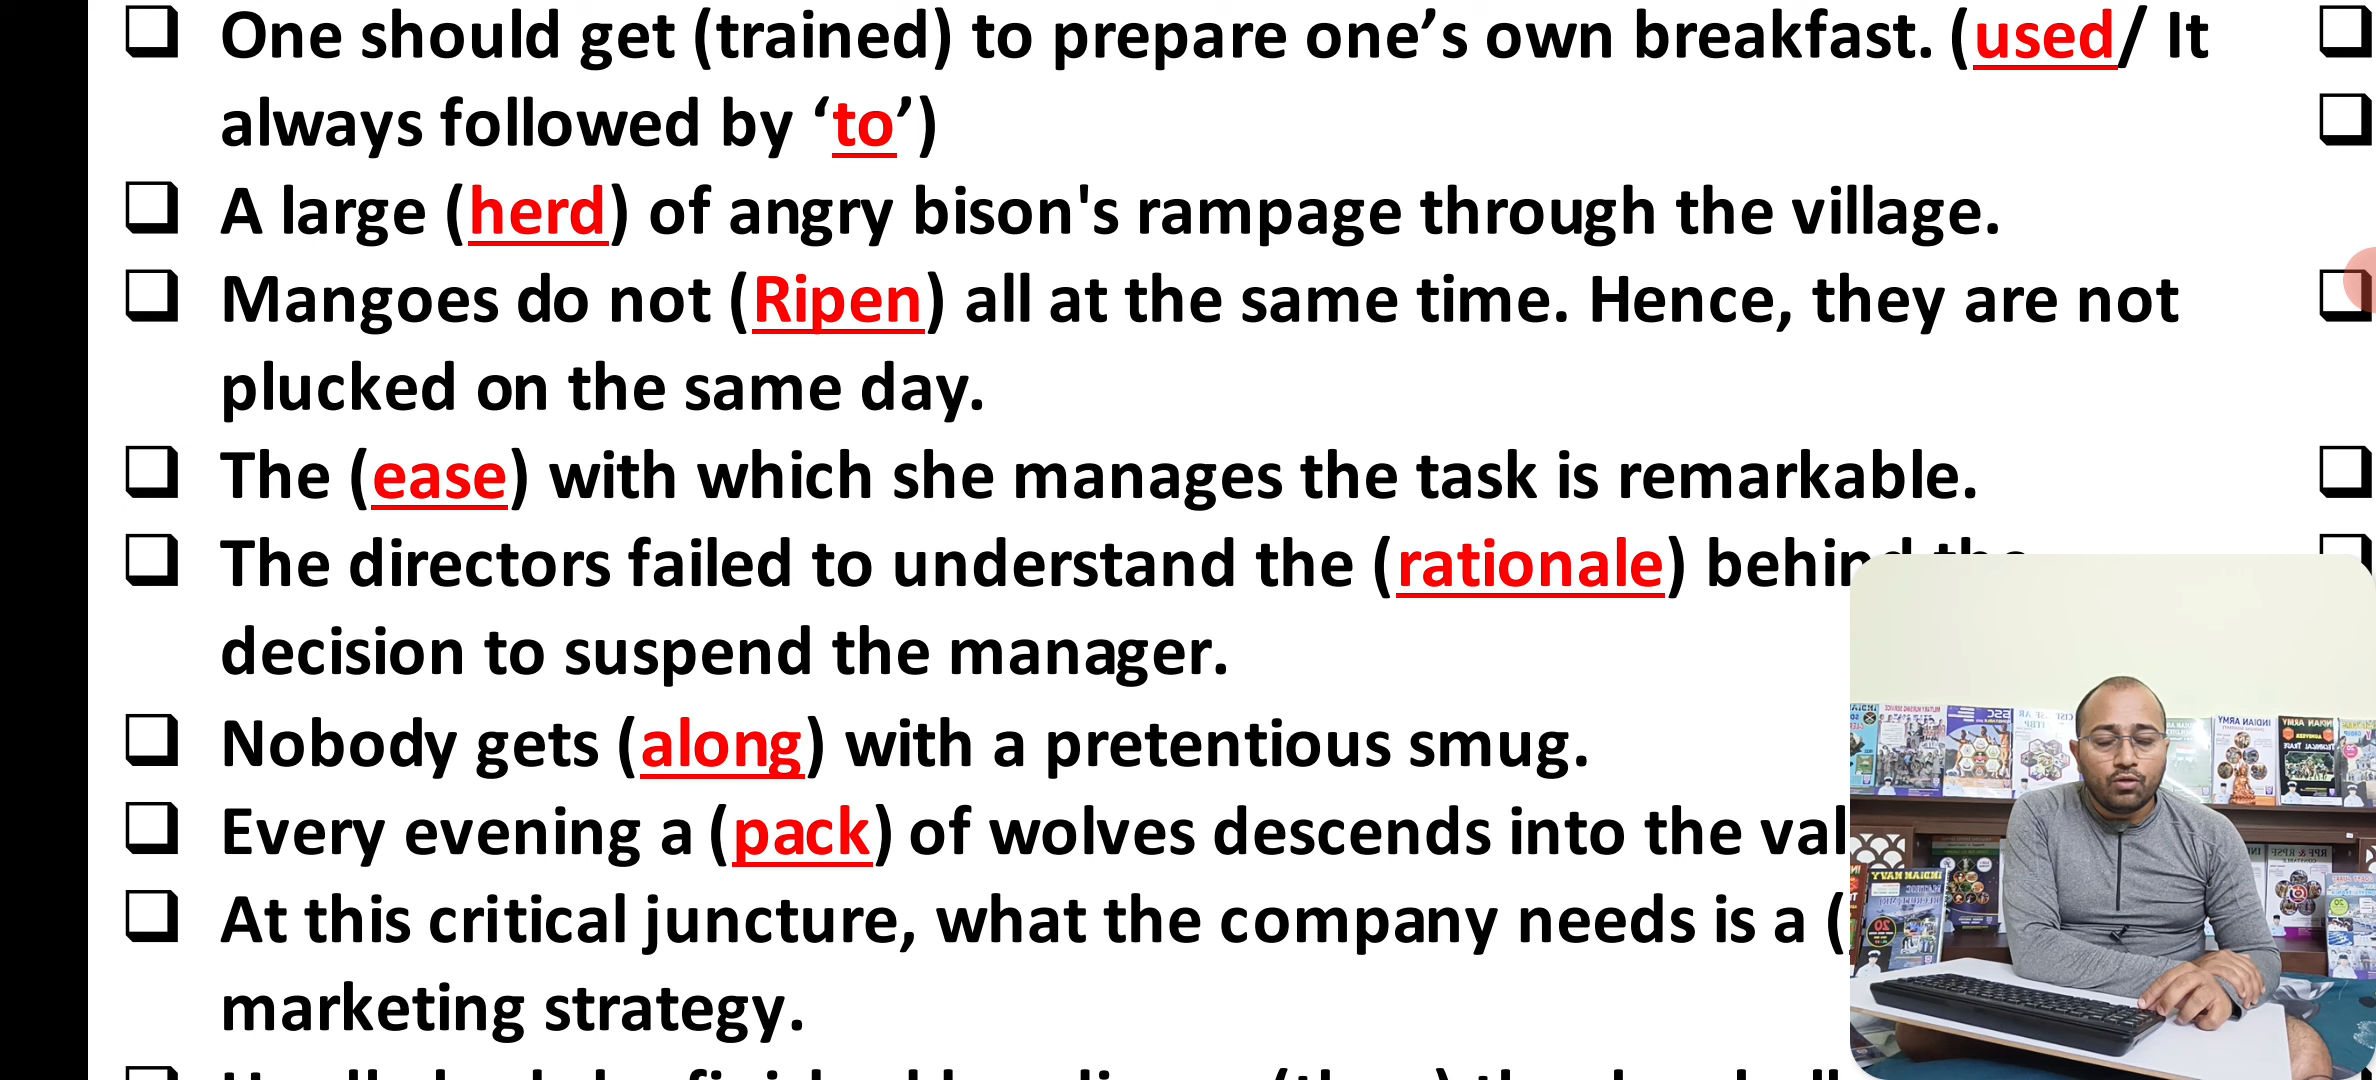 One should get (trained) to prepare one’s own breakfast. (used/ It
always followed by ‘to’)
A large (herd) of angry bison's rampage through the village.
Mangoes do not (Ripen) all at the same time. Hence, they are not
plucked on the same day.
The (ease) with which she manages the task is remarkable.
The directors failed to understand the (rationale) behind the
decision to suspend the manager.
Nobody gets (along) with a pretentious smug.
Every evening a (pack) of wolves descends into the
At this critical juncture, what the company needs is a (
marketing strategy.